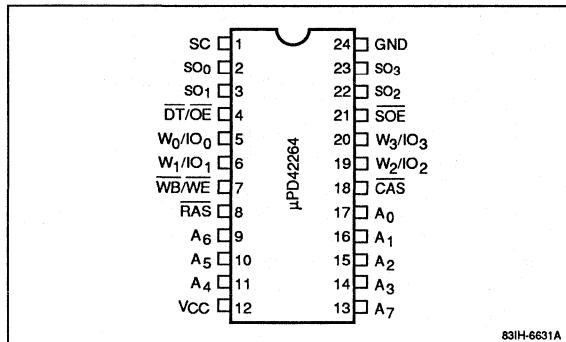 SC 1 24 GND
SO0 2 23 SO3
SO1 3 22 SO2
DT/OE 4 21 SOE
W0/IO0 5 20 W3/IO3
W1/IO1 6 19 W2/IO2
WB/WE 7 18 CAS
RAS 8 17 A0
A6 9 16 A1
A5 10 15 A2
A4 11 14 A3
VCC 12 13 A7
μPD42264
83IH-6631A